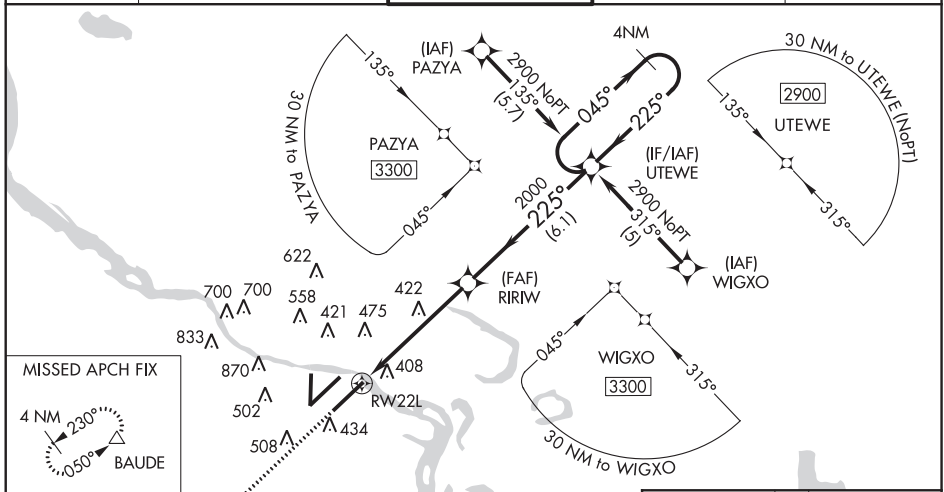 (IAF)
PAZYA
2900 NoPT
135°
(5.7)
4NM
045°
225°
(IF/IAF)
UTEWE
135°
30 NM to PAZYA
PAZYA
3300
045°
30 NM to UTEWE (NoPT)
2900
UTEWE
135°
315°
2000
225°
(6.1)
2900 NoPT
315°
(5)
(IAF)
WIGXO
(FAF)
RIRIW
622
700
700
558
421
475
422
833
870
408
502
RW22L
508
434
045°
WIGXO
3300
315°
30 NM to WIGXO
MISSED APCH FIX
4 NM
230°
050°
BAUDE